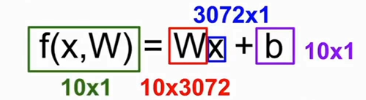 3072x1
f(x,W) = Wx + b 10x1
10x1 10x3072